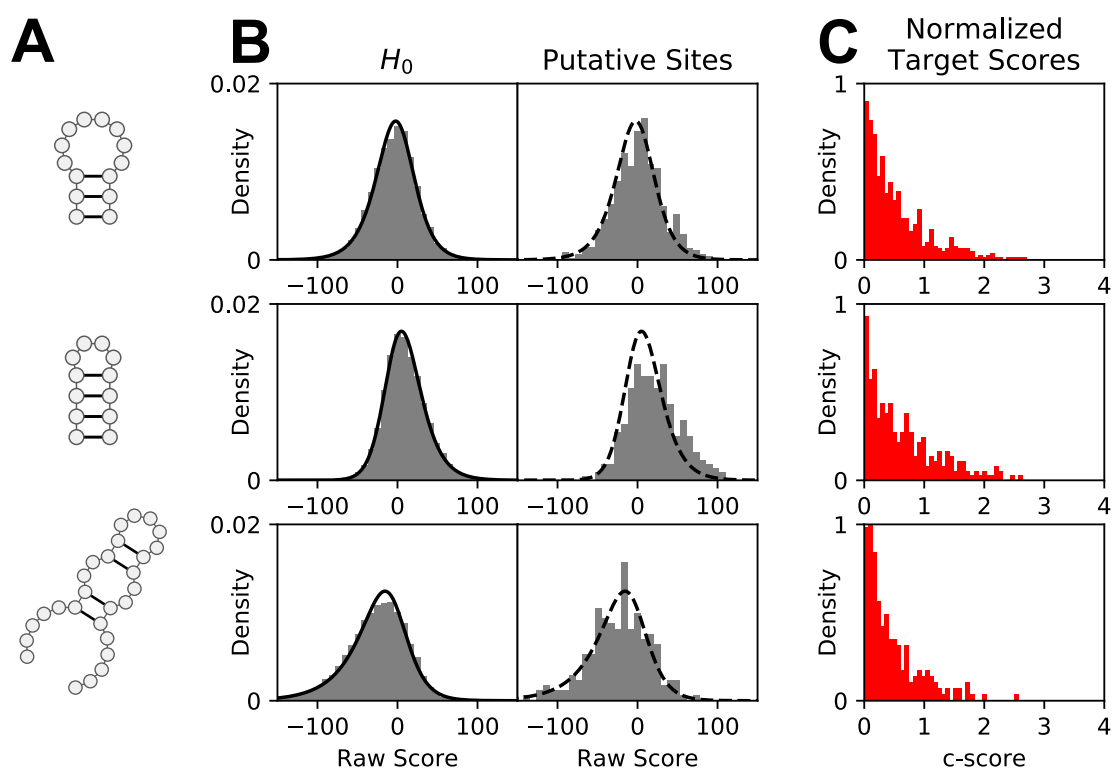 A
B
C
H₀
Putative Sites
Normalized
Target Scores
0.02
Density
0
−100 0 100
−100 0 100
1
Density
0
0 1 2 3 4
0.02
Density
0
−100 0 100
−100 0 100
1
Density
0
0 1 2 3 4
0.02
Density
0
−100 0 100
Raw Score
−100 0 100
Raw Score
1
Density
0
0 1 2 3 4
c-score